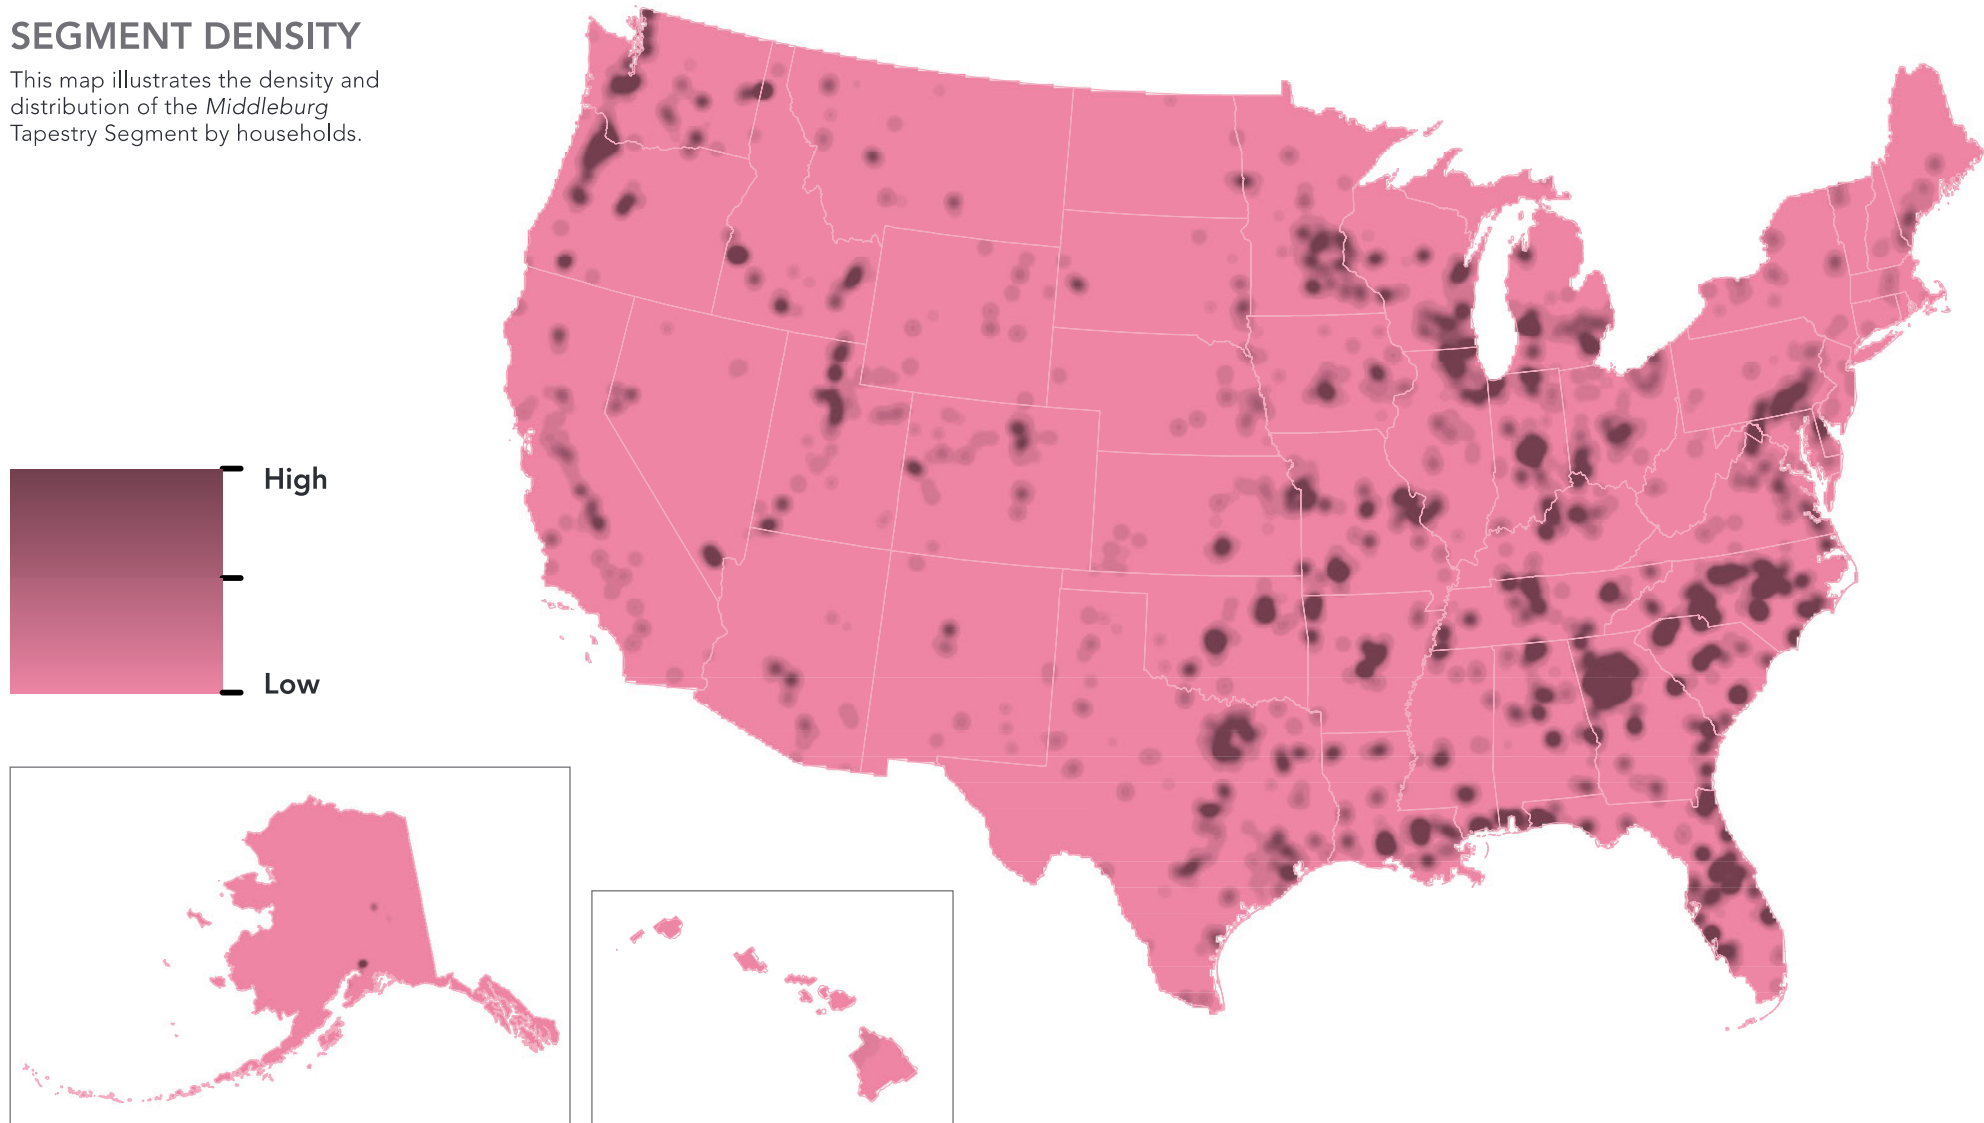 SEGMENT DENSITY
This map illustrates the density and
distribution of the Middleburg
Tapestry Segment by households.
High
Low